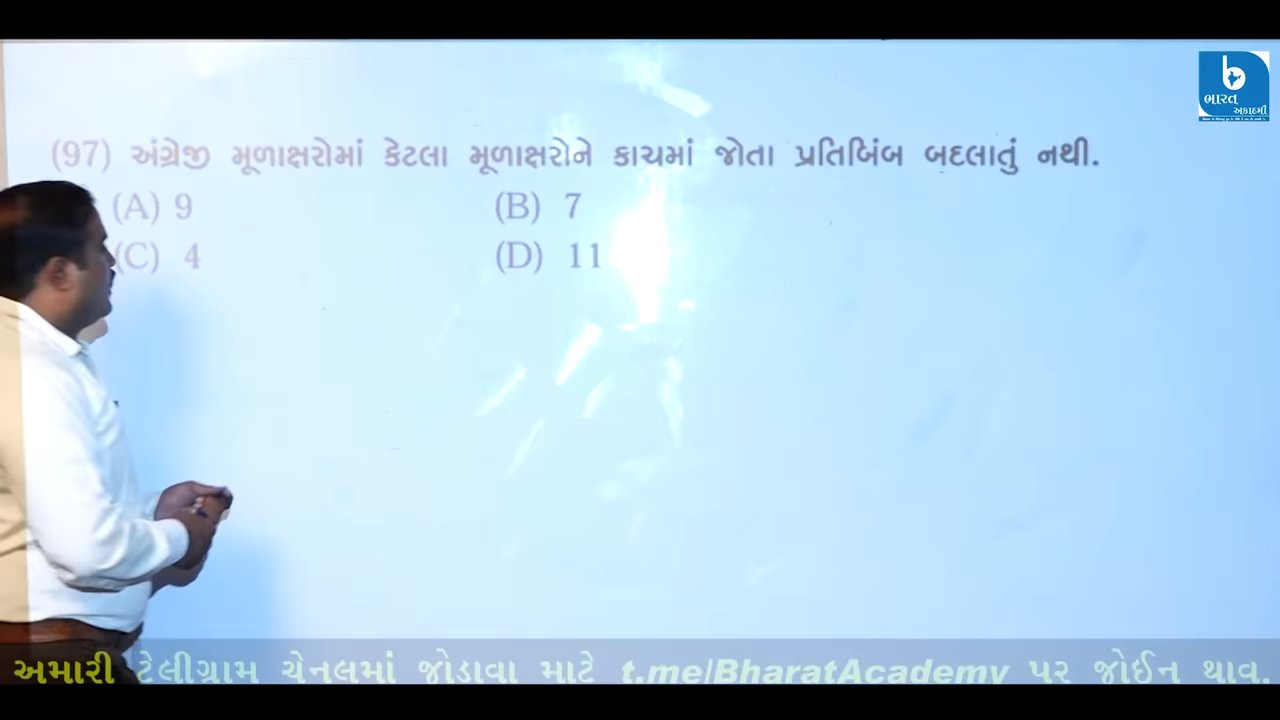 ભારત
અકાદમી
(97) અંગ્રેજી મૂળાક્ષરોમાં કેટલા મૂળાક્ષરોને કાચમાં જોતા પ્રતિબિંબ બદલાતું નથી.
(A) 9 (B) 7
(C) 4 (D) 11
અમારી ટેલીગ્રામ ચેનલમાં જોડાવા માટે t.me/BharatAcademy પર જોઈન થાવ.